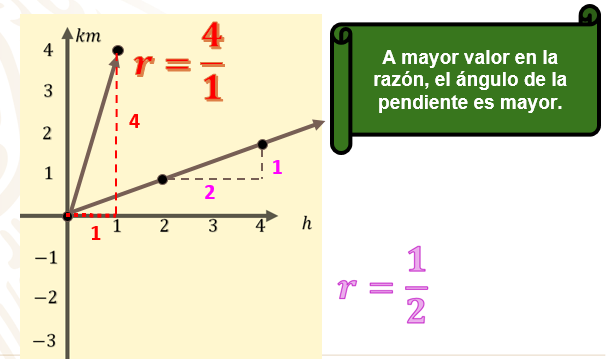 km
4
3
2
1
−1
−2
−3
1
2
3
4
h
r = 4/1
4
1
1
2
A mayor valor en la
razón, el ángulo de la
pendiente es mayor.
r = 1/2